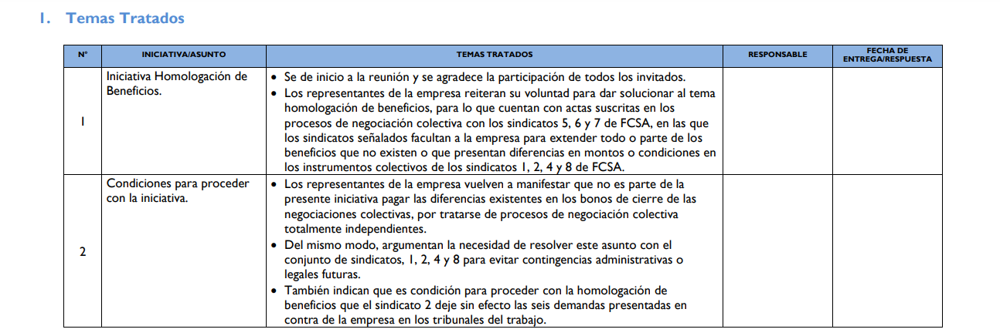 1. Temas Tratados
N° INICIATIVA/ASUNTO TEMAS TRATADOS RESPONSABLE FECHA DE
ENTREGA/RESPUESTA
1
Iniciativa Homologación de
Beneficios.
• Se de inicio a la reunión y se agradece la participación de todos los invitados.
• Los representantes de la empresa reiteran su voluntad para dar solucionar al tema
homologación de beneficios, para lo que cuentan con actas suscritas en los
procesos de negociación colectiva con los sindicatos 5, 6 y 7 de FCSA, en las que
los sindicatos señalados facultan a la empresa para extender todo o parte de los
beneficios que no existen o que presentan diferencias en montos o condiciones en
los instrumentos colectivos de los sindicatos 1, 2, 4 y 8 de FCSA.
2
Condiciones para proceder
con la iniciativa.
• Los representantes de la empresa vuelven a manifestar que no es parte de la
presente iniciativa pagar las diferencias existentes en los bonos de cierre de las
negociaciones colectivas, por tratarse de procesos de negociación colectiva
totalmente independientes.
• Del mismo modo, argumentan la necesidad de resolver este asunto con el
conjunto de sindicatos, 1, 2, 4 y 8 para evitar contingencias administrativas o
legales futuras.
• También indican que es condición para proceder con la homologación de
beneficios que el sindicato 2 deje sin efecto las seis demandas presentadas en
contra de la empresa en los tribunales del trabajo.